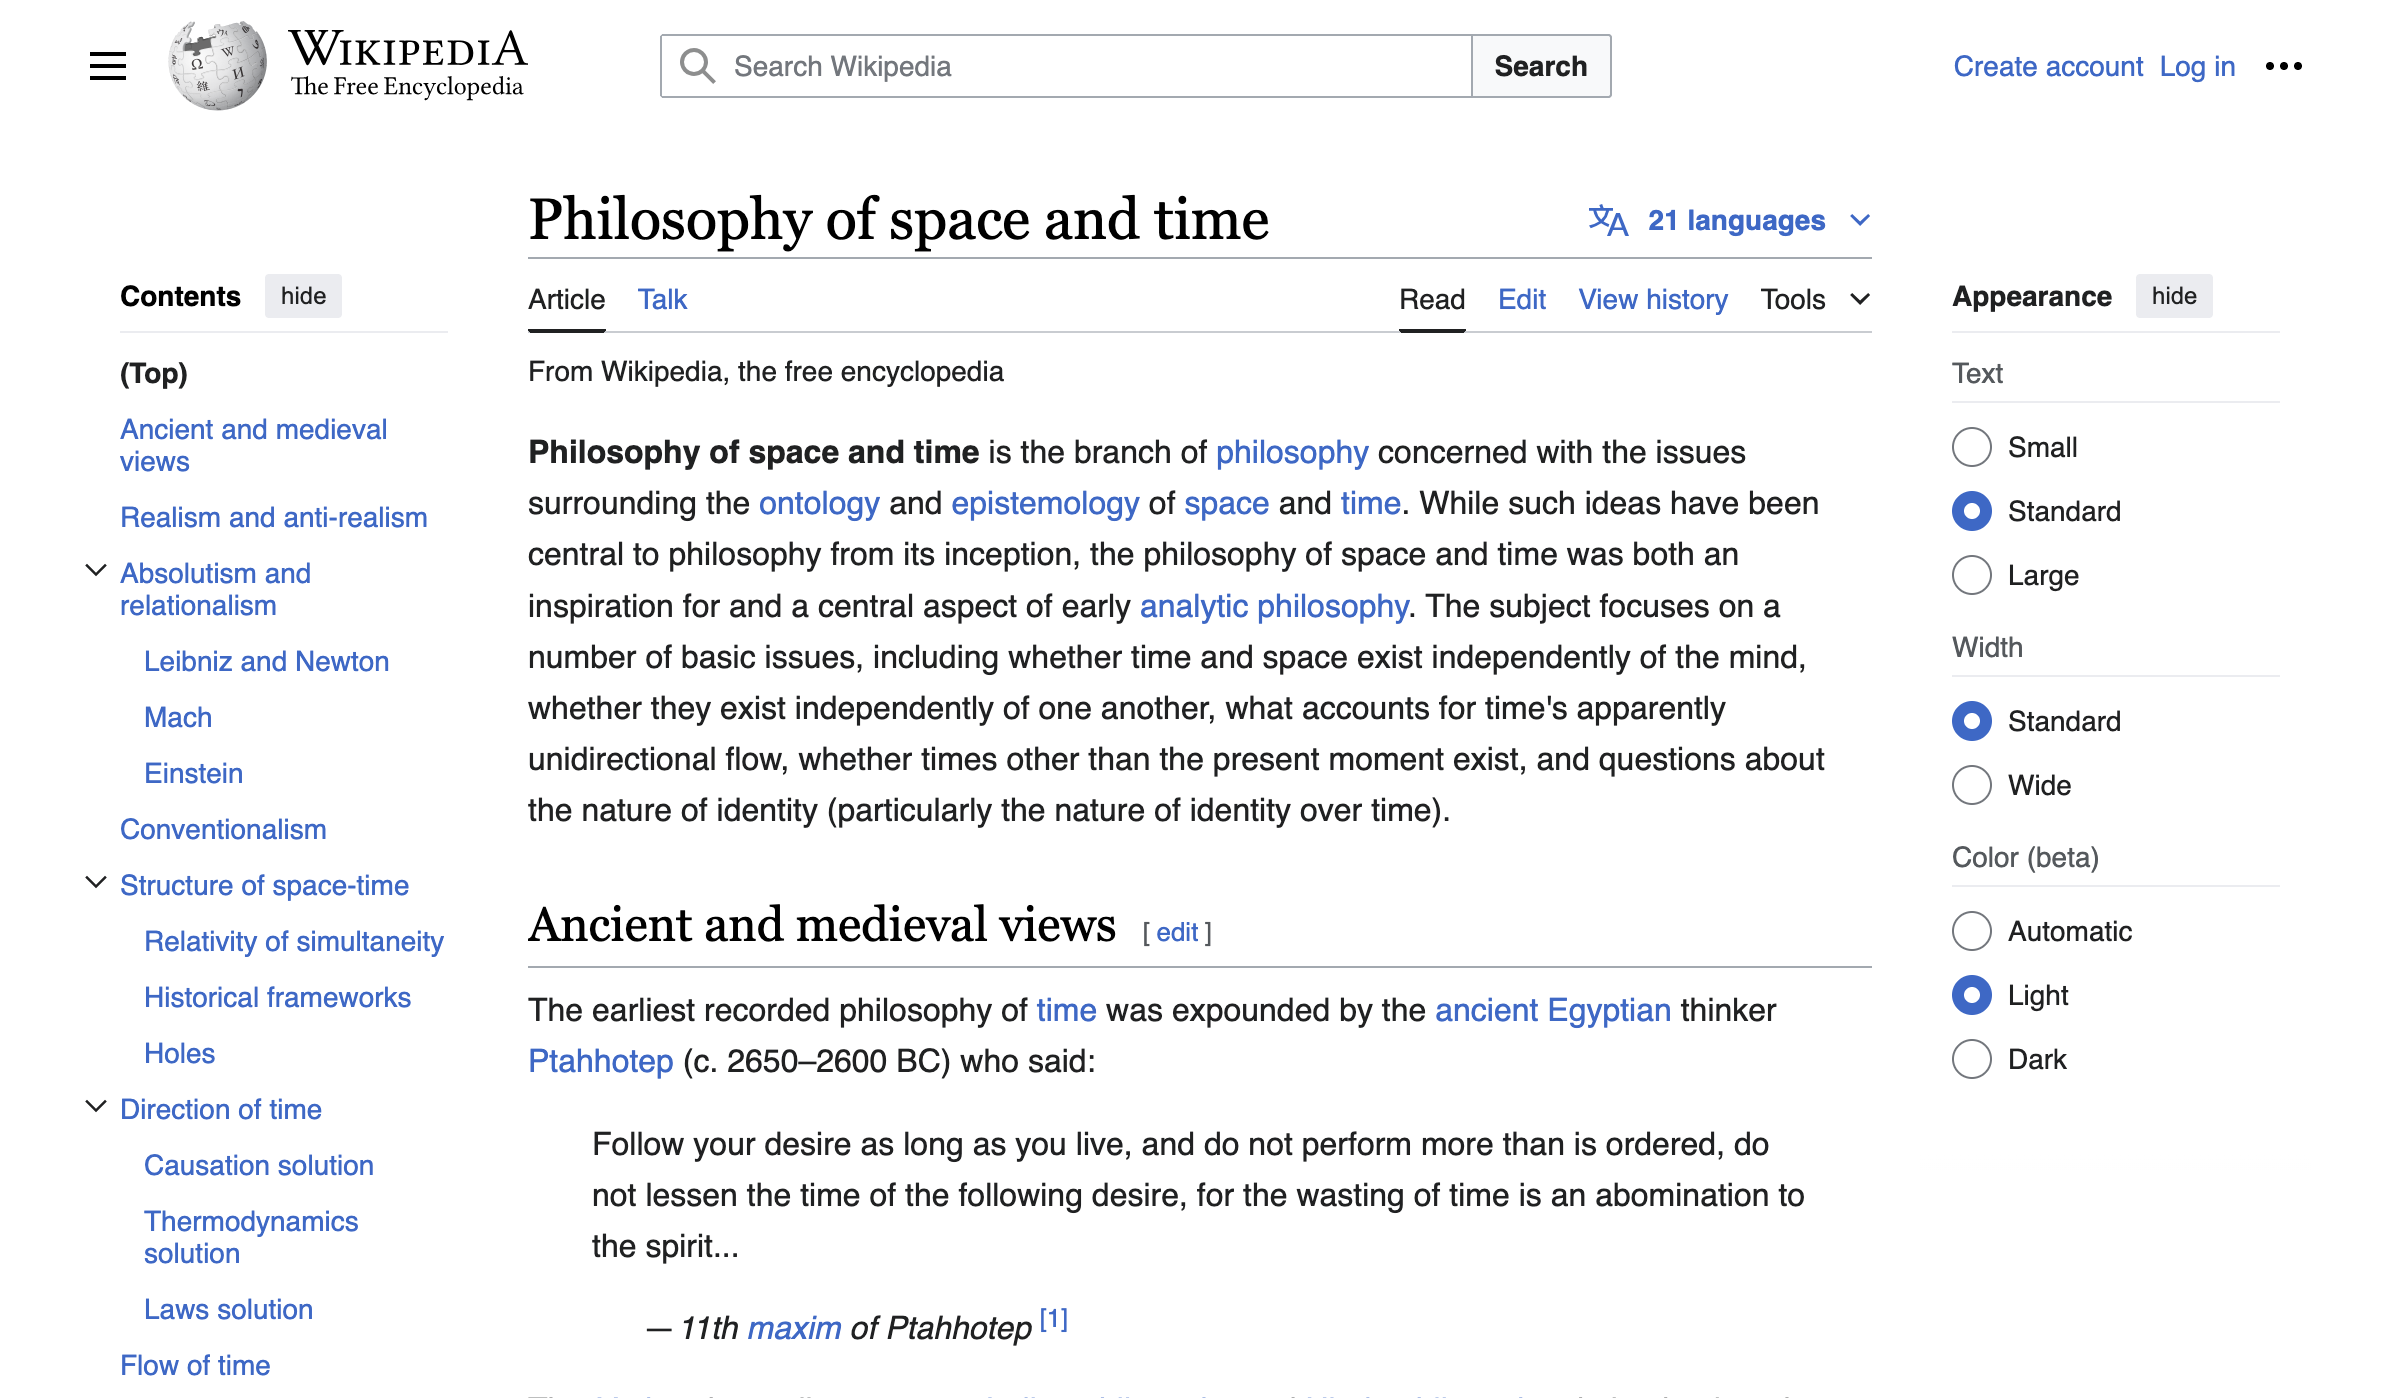 WIKIPEDIA
The Free Encyclopedia
Search Wikipedia
Search
Create account Log in
Philosophy of space and time
21 languages
Contents hide
(Top)
Ancient and medieval
views
Realism and anti-realism
Absolutism and
relationalism
Leibniz and Newton
Mach
Einstein
Conventionalism
Structure of space-time
Relativity of simultaneity
Historical frameworks
Holes
Direction of time
Causation solution
Thermodynamics
solution
Laws solution
Flow of time
Article Talk
Read Edit View history Tools
From Wikipedia, the free encyclopedia
Philosophy of space and time is the branch of philosophy concerned with the issues
surrounding the ontology and epistemology of space and time. While such ideas have been
central to philosophy from its inception, the philosophy of space and time was both an
inspiration for and a central aspect of early analytic philosophy. The subject focuses on a
number of basic issues, including whether time and space exist independently of the mind,
whether they exist independently of one another, what accounts for time's apparently
unidirectional flow, whether times other than the present moment exist, and questions about
the nature of identity (particularly the nature of identity over time).
Ancient and medieval views [ edit ]
The earliest recorded philosophy of time was expounded by the ancient Egyptian thinker
Ptahhotep (c. 2650–2600 BC) who said:
Follow your desire as long as you live, and do not perform more than is ordered, do
not lessen the time of the following desire, for the wasting of time is an abomination to
the spirit...
— 11th maxim of Ptahhotep [1]
Appearance hide
Text
Small
Standard
Large
Width
Standard
Wide
Color (beta)
Automatic
Light
Dark